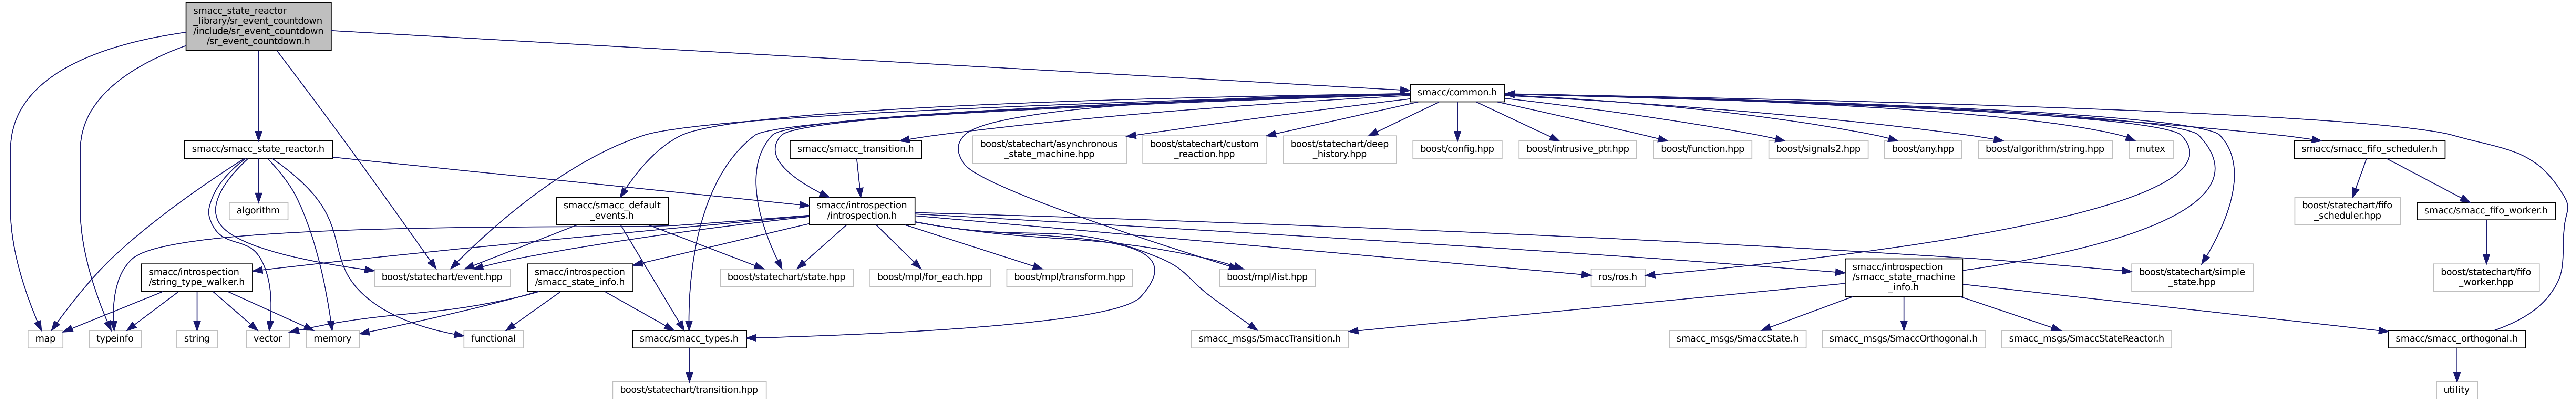 smacc_state_reactor
_library/sr_event_countdown
/include/sr_event_countdown
/sr_event_countdown.h
smacc/common.h
smacc/smacc_state_reactor.h
smacc/smacc_transition.h
boost/statechart/asynchronous
_state_machine.hpp
boost/statechart/custom
_reaction.hpp
boost/statechart/deep
_history.hpp
boost/config.hpp
boost/intrusive_ptr.hpp
boost/function.hpp
boost/signals2.hpp
boost/any.hpp
boost/algorithm/string.hpp
mutex
smacc/smacc_fifo_scheduler.h
algorithm
smacc/smacc_default
_events.h
smacc/introspection
/introspection.h
boost/statechart/fifo
_scheduler.hpp
smacc/smacc_fifo_worker.h
smacc/introspection
/string_type_walker.h
boost/statechart/event.hpp
smacc/introspection
/smacc_state_info.h
boost/statechart/state.hpp
boost/mpl/for_each.hpp
boost/mpl/transform.hpp
boost/mpl/list.hpp
ros/ros.h
smacc/introspection
/smacc_state_machine
_info.h
boost/statechart/simple
_state.hpp
boost/statechart/fifo
_worker.hpp
map
typeinfo
string
vector
memory
functional
smacc/smacc_types.h
smacc_msgs/SmaccTransition.h
smacc_msgs/SmaccState.h
smacc_msgs/SmaccOrthogonal.h
smacc_msgs/SmaccStateReactor.h
smacc/smacc_orthogonal.h
boost/statechart/transition.hpp
utility